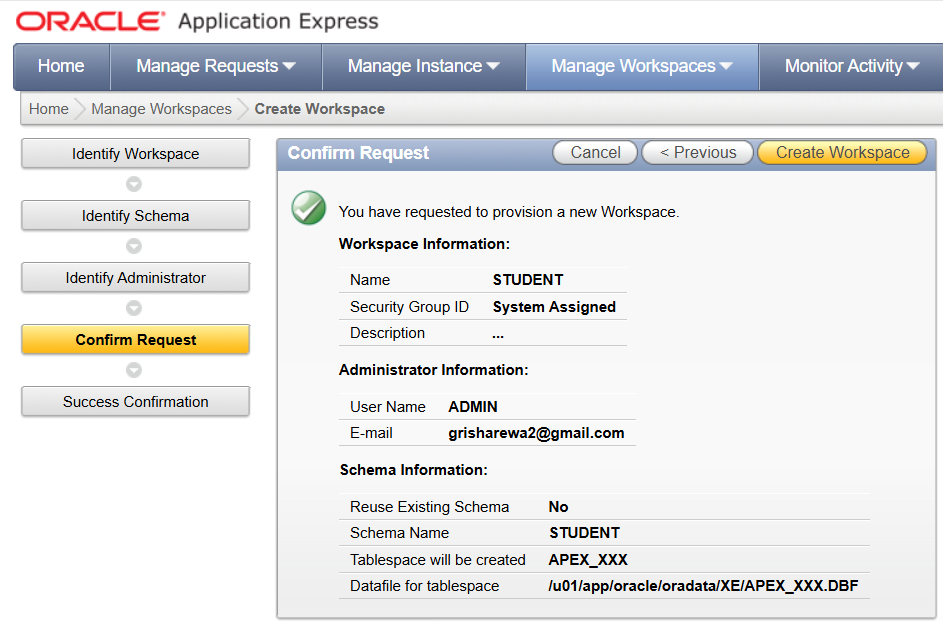 ORACLE® Application Express
Home Manage Requests Manage Instance Manage Workspaces Monitor Activity
Home Manage Workspaces Create Workspace
Identify Workspace
Identify Schema
Identify Administrator
Confirm Request
Success Confirmation
Confirm Request Cancel < Previous Create Workspace
You have requested to provision a new Workspace.
Workspace Information:
Name STUDENT
Security Group ID System Assigned
Description ...
Administrator Information:
User Name ADMIN
E-mail grisharewa2@gmail.com
Schema Information:
Reuse Existing Schema No
Schema Name STUDENT
Tablespace will be created APEX_XXX
Datafile for tablespace /u01/app/oracle/oradata/XE/APEX_XXX.DBF